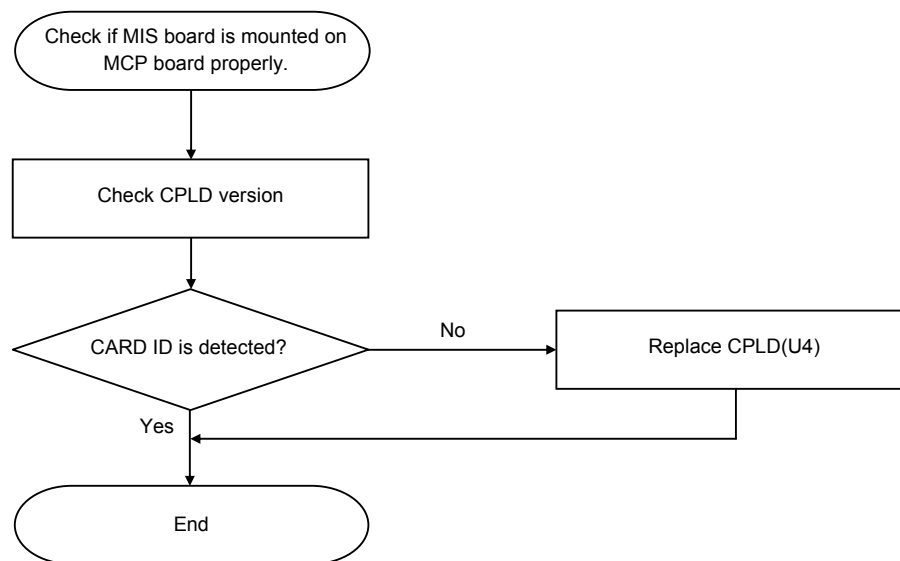 Check if MIS board is mounted on
MCP board properly.
Check CPLD version
CARD ID is detected?
No
Replace CPLD(U4)
Yes
End